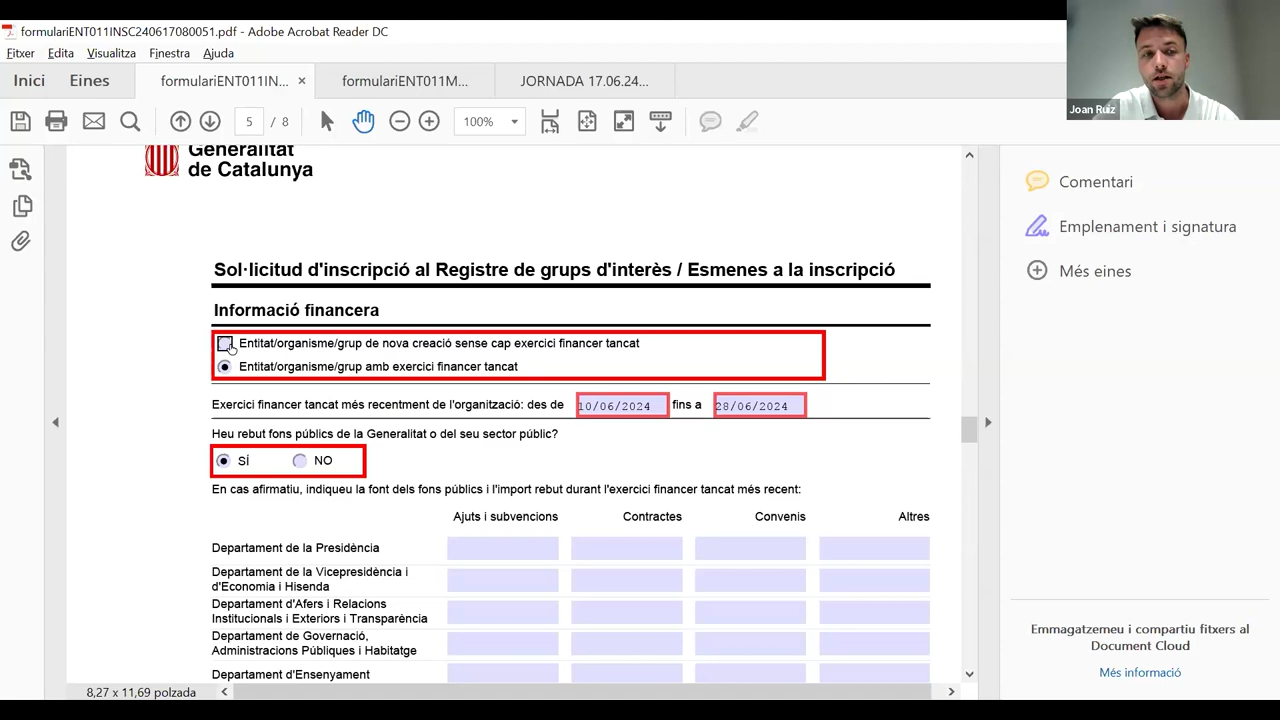 formulariENT011INSC240617080051.pdf - Adobe Acrobat Reader DC
Fitxer Edita Visualitza Finestra Ajuda
Inici Eines formulariENT011IN... × formulariENT011M... JORNADA 17.06.24...
5 / 8 100%
Joan Ruiz
Generalitat
de Catalunya
Sol·licitud d'inscripció al Registre de grups d'interès / Esmenes a la inscripció
Informació financera
Entitat/organisme/grup de nova creació sense cap exercici financer tancat
Entitat/organisme/grup amb exercici financer tancat
Exercici financer tancat més recentment de l'organització: des de 10/06/2024 fins a 28/06/2024
Heu rebut fons públics de la Generalitat o del seu sector públic?
SÍ NO
En cas afirmatiu, indiqueu la font dels fons públics i l'import rebut durant l'exercici financer tancat més recent:
Ajuts i subvencions Contractes Convenis Altres
Departament de la Presidència
Departament de la Vicepresidència i
d'Economia i Hisenda
Departament d'Afers i Relacions
Institucionals i Exteriors i Transparència
Departament de Governació,
Administracions Públiques i Habitatge
Departament d'Ensenyament
8,27 x 11,69 polzada
Comentari
Emplenament i signatura
Més eines
Emmagatzemeu i compartiu fitxers al
Document Cloud
Més informació